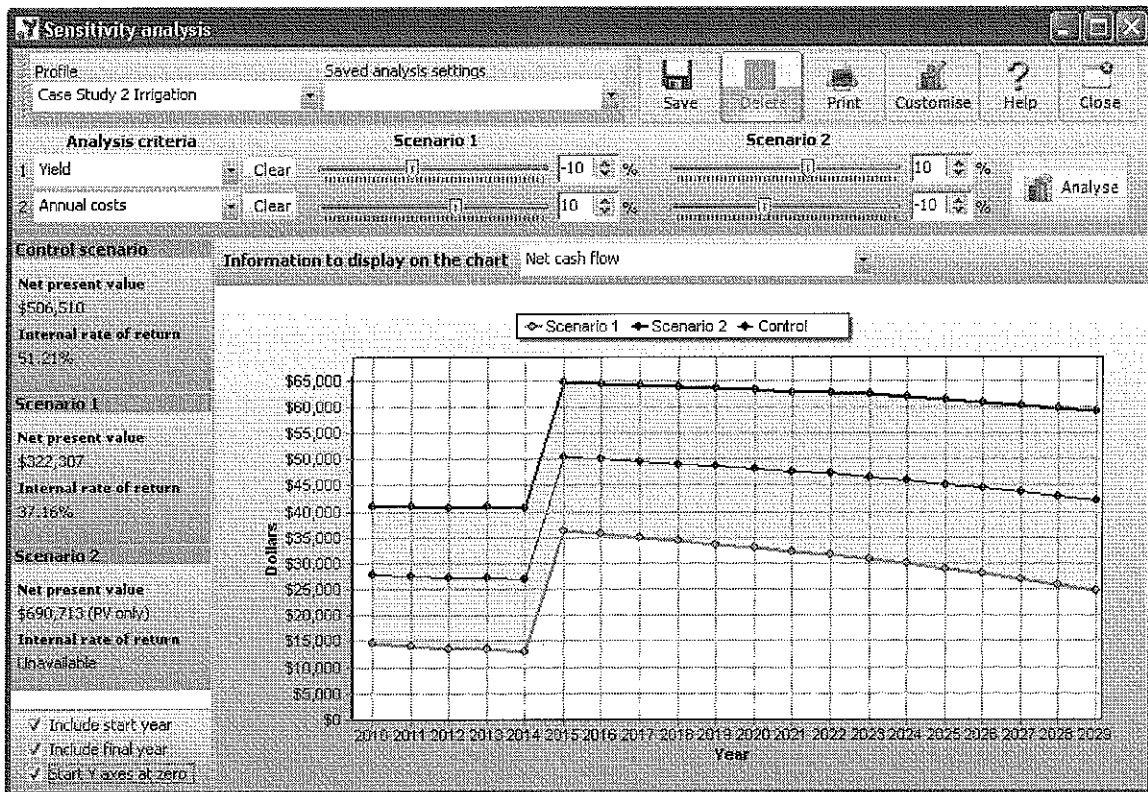 Sensitivity analysis
Profile
Case Study 2 Irrigation
Saved analysis settings
Save
Delete
Print
Customise
Help
Close
Analysis criteria
Scenario 1
Scenario 2
1 Yield Clear -10 % 10 %
2 Annual costs Clear 10 % -10 %
Analyse
Control scenario
Net present value
$506,510
Internal rate of return
51.21%
Scenario 1
Net present value
$322,307
Internal rate of return
37.16%
Scenario 2
Net present value
$690,713 (PV only)
Internal rate of return
Unavailable
Include start year
Include final year
Start Y axes at zero
Information to display on the chart Net cash flow
Scenario 1 Scenario 2 Control
$65,000
$60,000
$55,000
$50,000
$45,000
$40,000
$35,000
$30,000
$25,000
$20,000
$15,000
$10,000
$5,000
$0
Dollars
2010 2011 2012 2013 2014 2015 2016 2017 2018 2019 2020 2021 2022 2023 2024 2025 2026 2027 2028 2029
Year